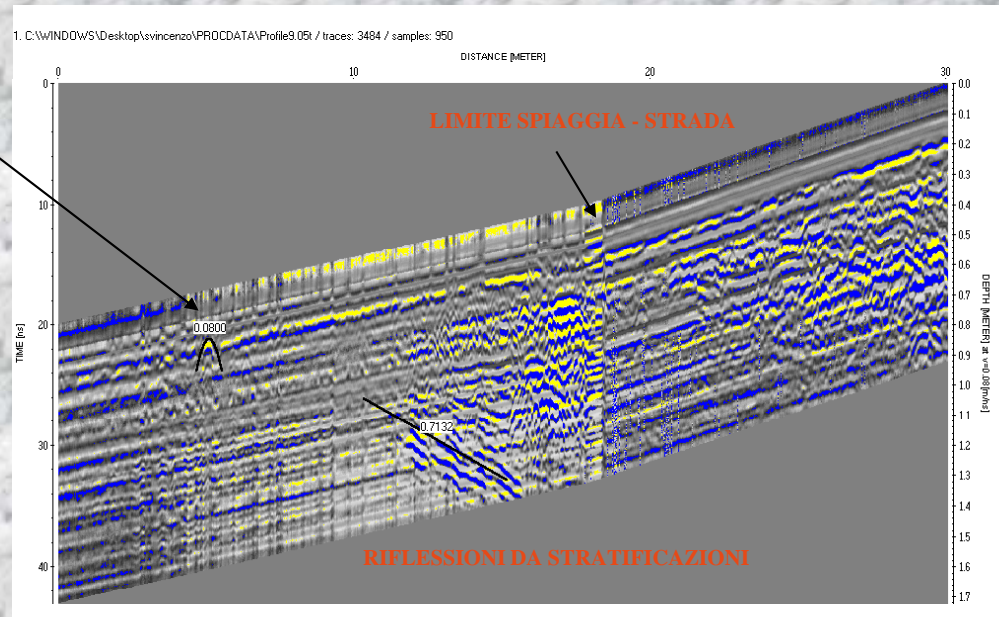 1. C:\WINDOWS\Desktop\svincenzo\PROCDATA\Profile9.05t / traces: 3484 / samples: 950
DISTANCE [METER]
0 10 20 30
0 0.0
LIMITE SPIAGGIA - STRADA
0.1
0.2
0.3
10 0.4
0.5
0.6
0.7
20 0.8
0.0800
0.9
1.0
1.1
0.7132
30 1.2
1.3
1.4
1.5
RIFLESSIONI DA STRATIFICAZIONI
40 1.6
1.7
TIME [ns]
DEPTH [METER] at v=0.08[m/ns]